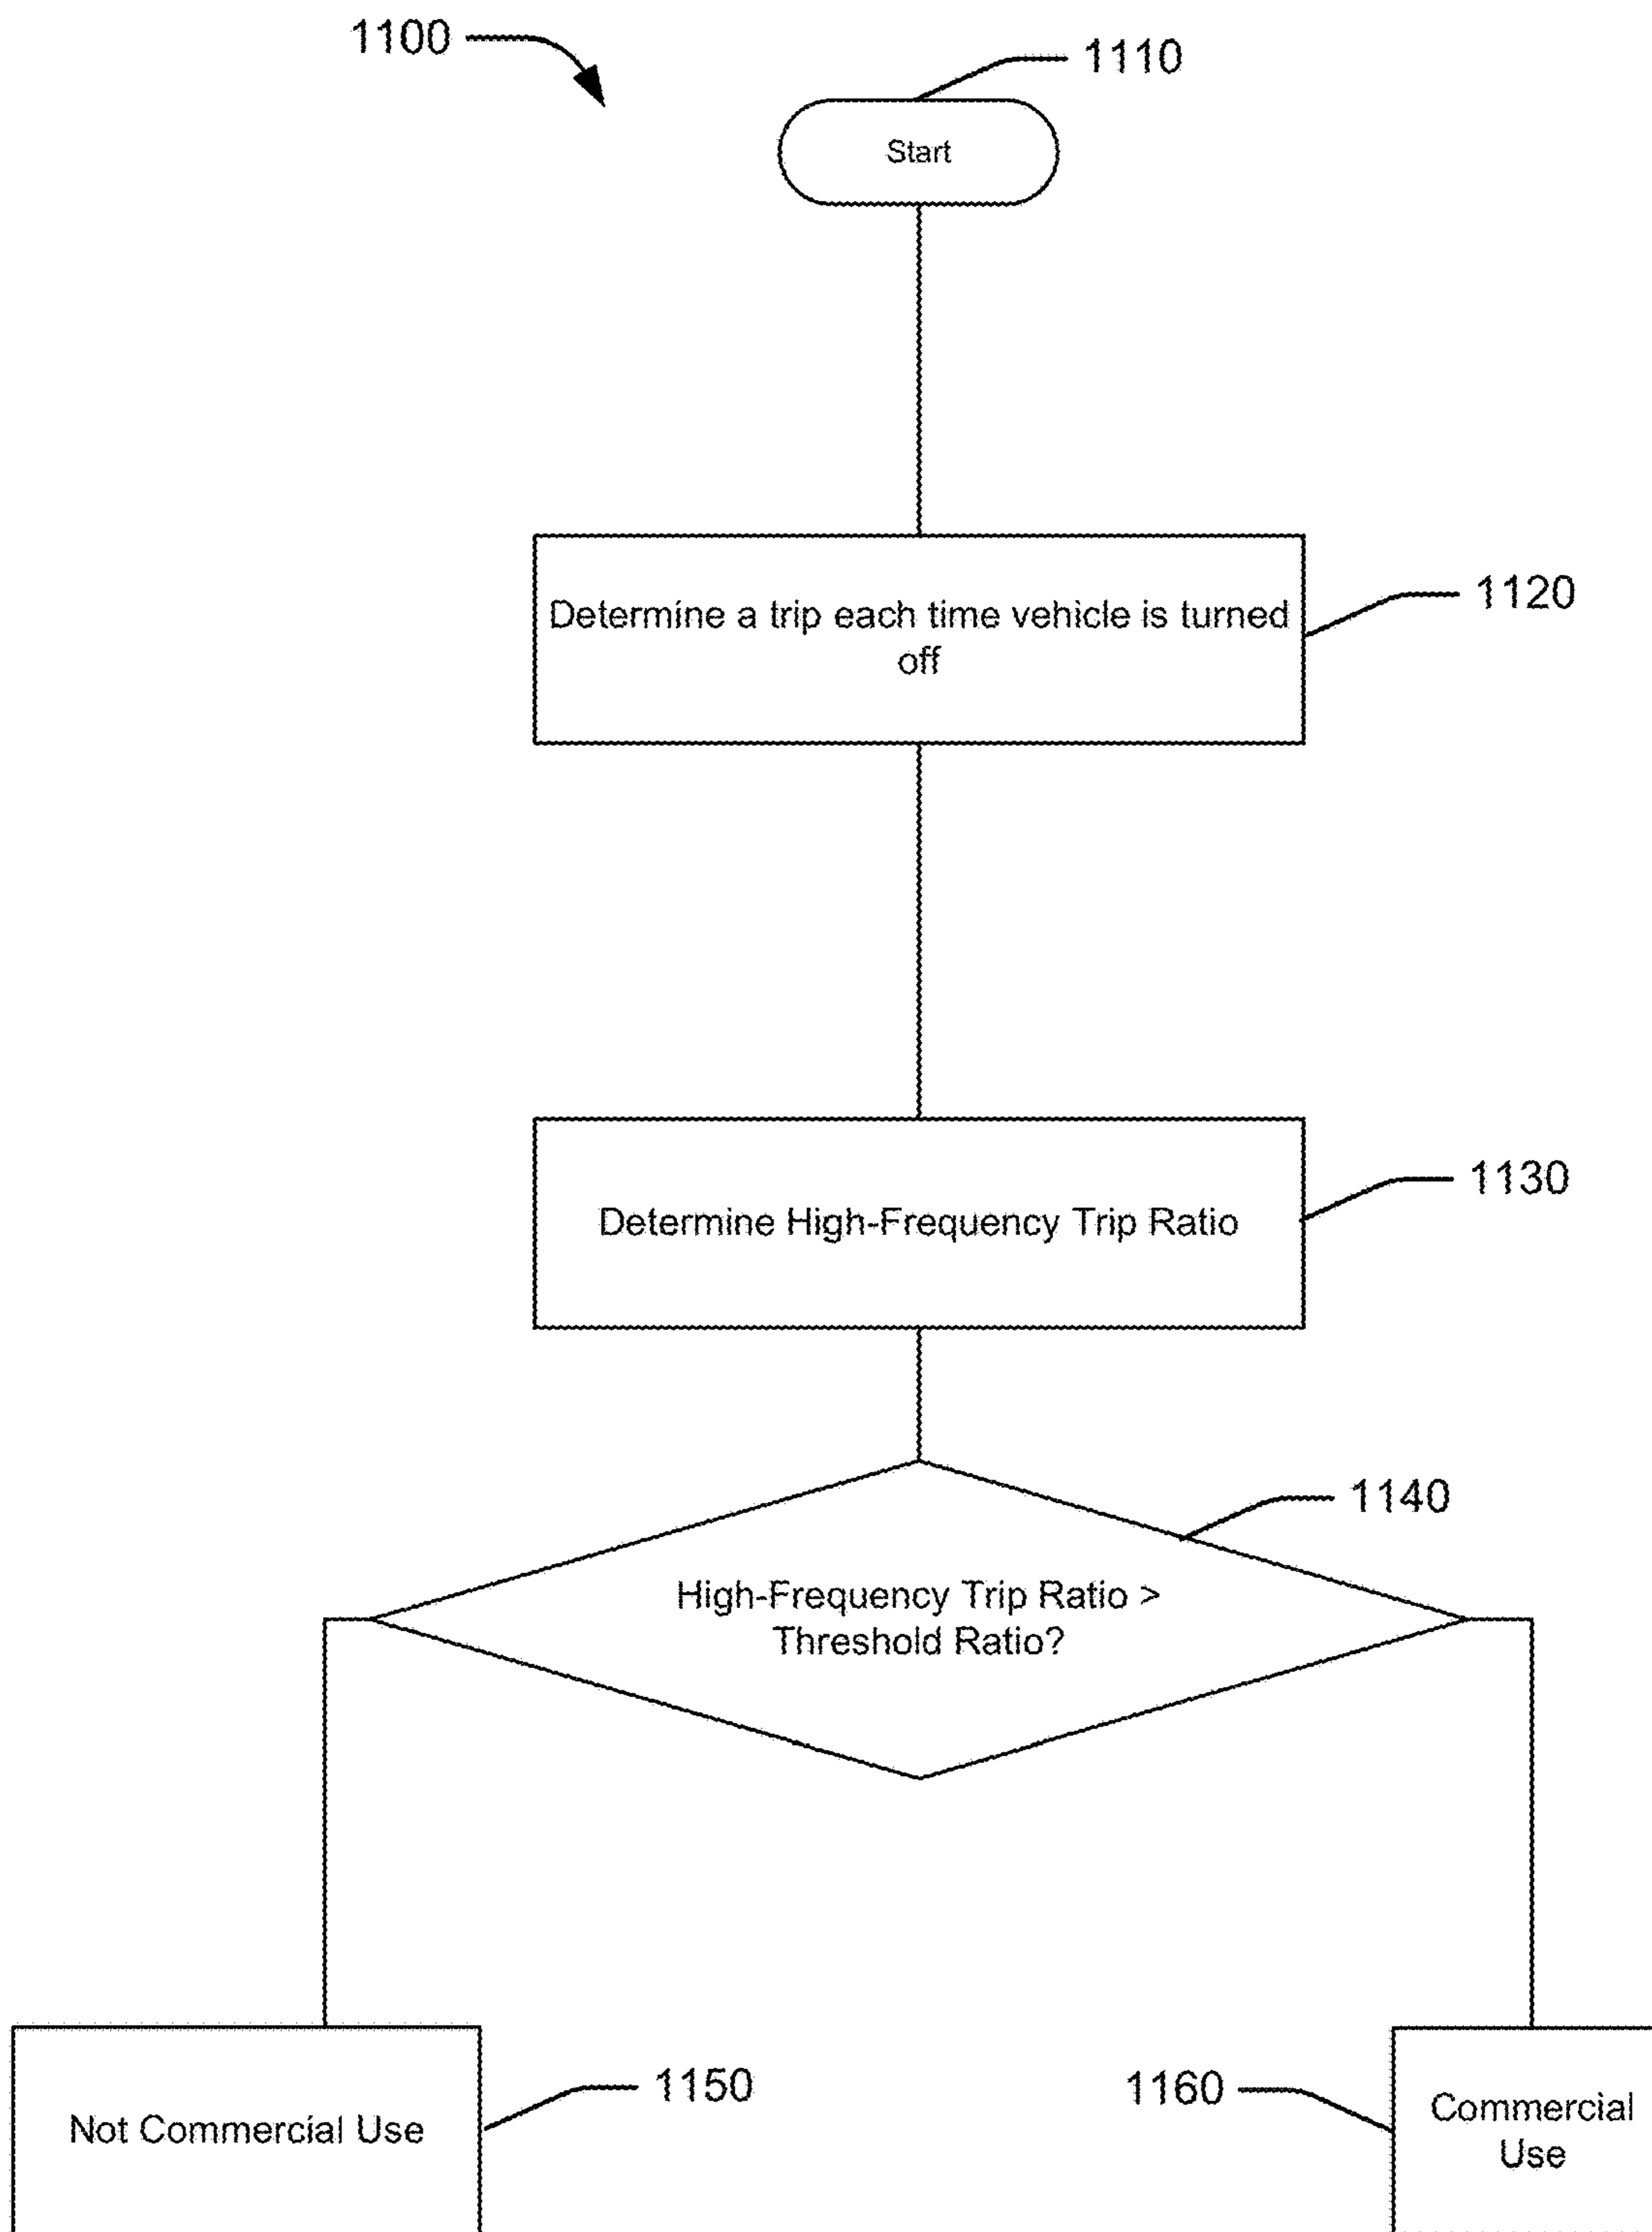 1100
1110
Start
Determine a trip each time vehicle is turned
off
1120
Determine High-Frequency Trip Ratio
1130
1140
High-Frequency Trip Ratio >
Threshold Ratio?
Not Commercial Use
1150
1160
Commercial
Use